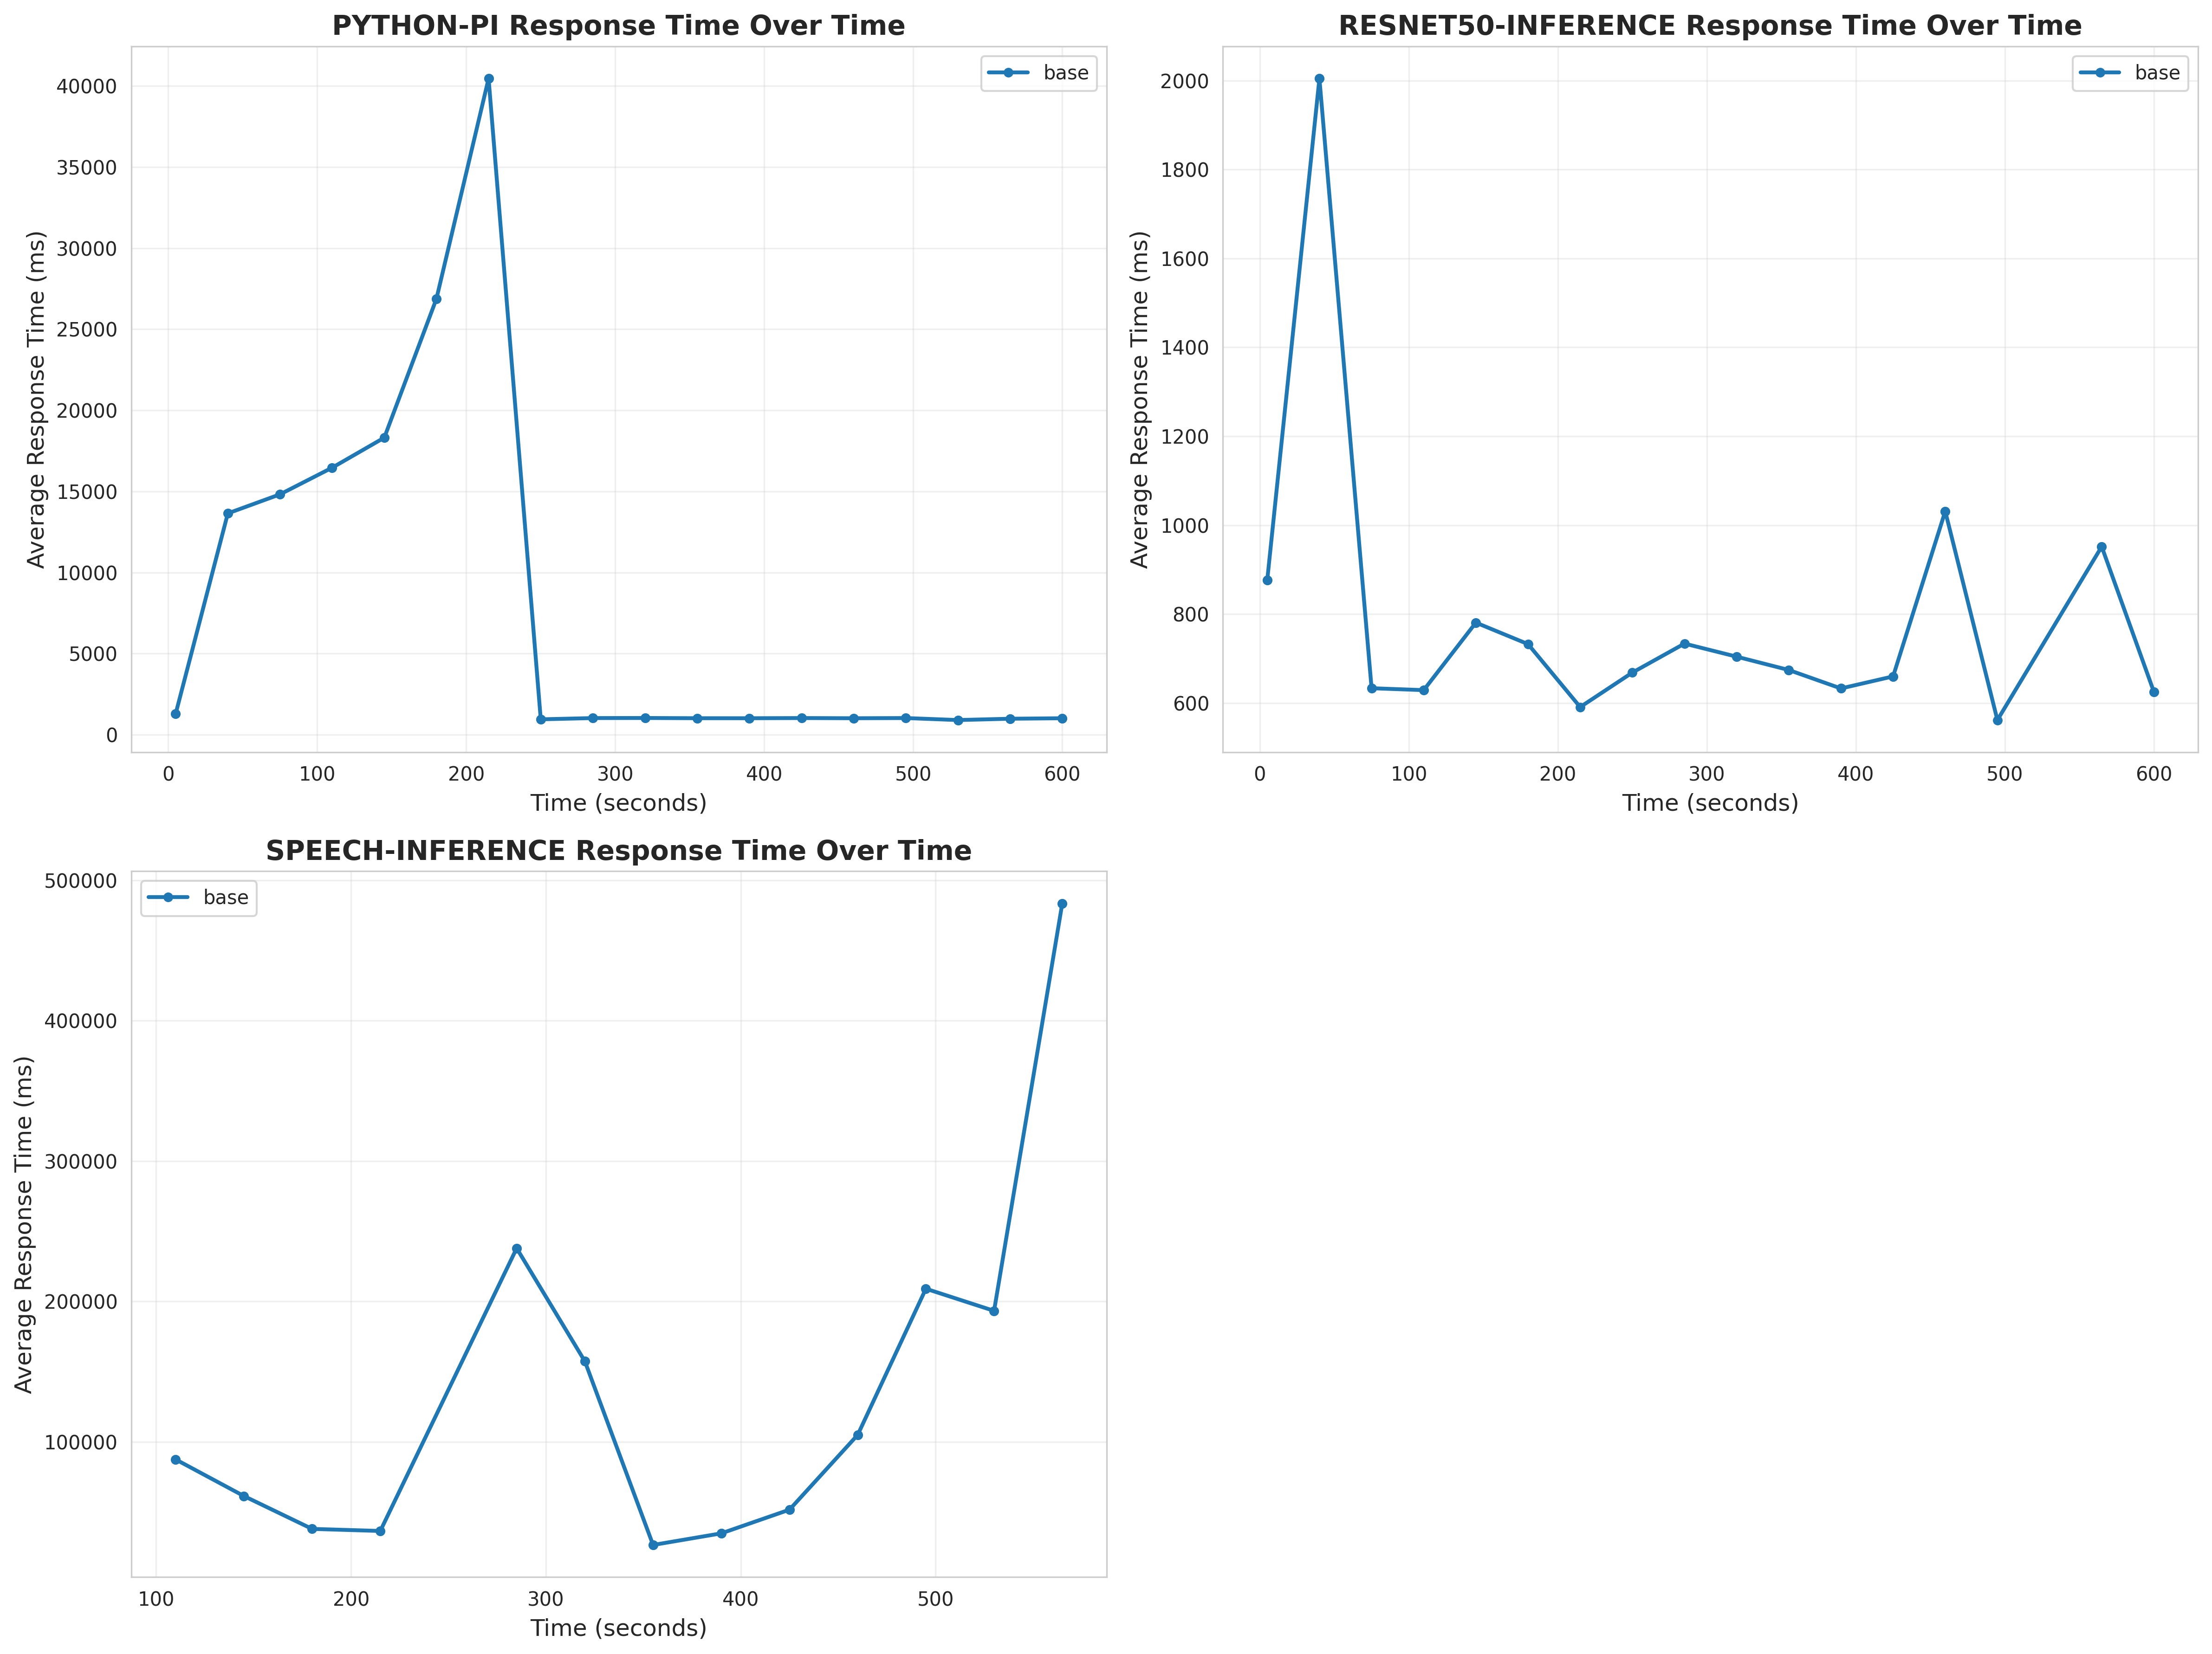 PYTHON-PI Response Time Over Time
base
Average Response Time (ms)
40000
35000
30000
25000
20000
15000
10000
5000
0
0 100 200 300 400 500 600
Time (seconds)
RESNET50-INFERENCE Response Time Over Time
base
Average Response Time (ms)
2000
1800
1600
1400
1200
1000
800
600
0 100 200 300 400 500 600
Time (seconds)
SPEECH-INFERENCE Response Time Over Time
base
Average Response Time (ms)
500000
400000
300000
200000
100000
100 200 300 400 500
Time (seconds)